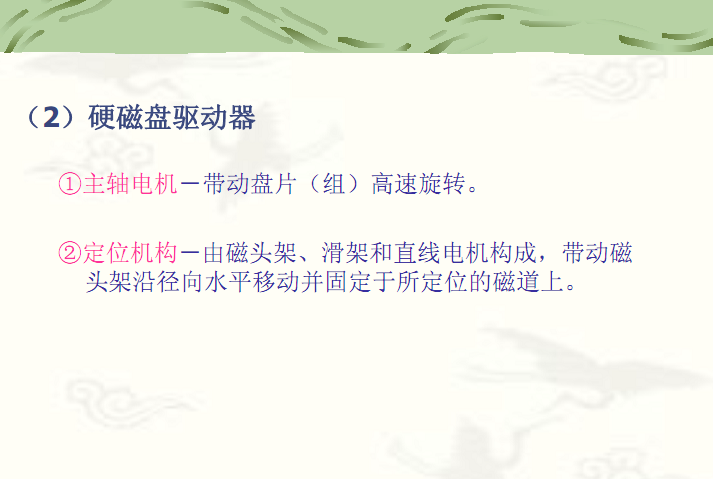 （2）硬磁盘驱动器
①主轴电机－带动盘片（组）高速旋转。
②定位机构－由磁头架、滑架和直线电机构成，带动磁
头架沿径向水平移动并固定于所定位的磁道上。